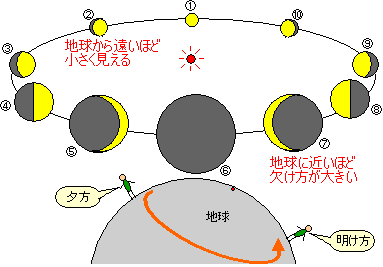 ①
②
⑩
③
地球から遠いほど
小さく見える
⑨
④
⑧
⑤
⑦
地球に近いほど
欠け方が大きい
⑥
夕方
地球
明け方